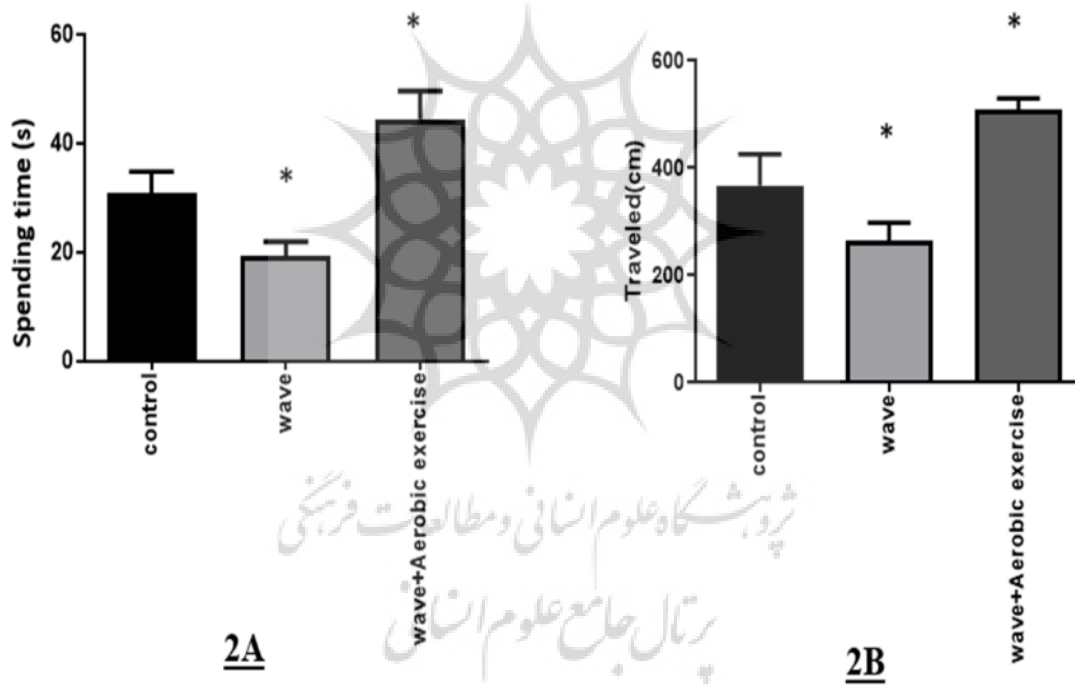 Spending time (s)
60
40
20
0
*
*
control
wave
wave+Aerobic exercise
2A
Traveled(cm)
600
400
200
0
*
*
control
wave
wave+Aerobic exercise
2B
پژوهشگاه علوم انسانی و مطالعات فرهنگی
پرتال جامع علوم انسانی